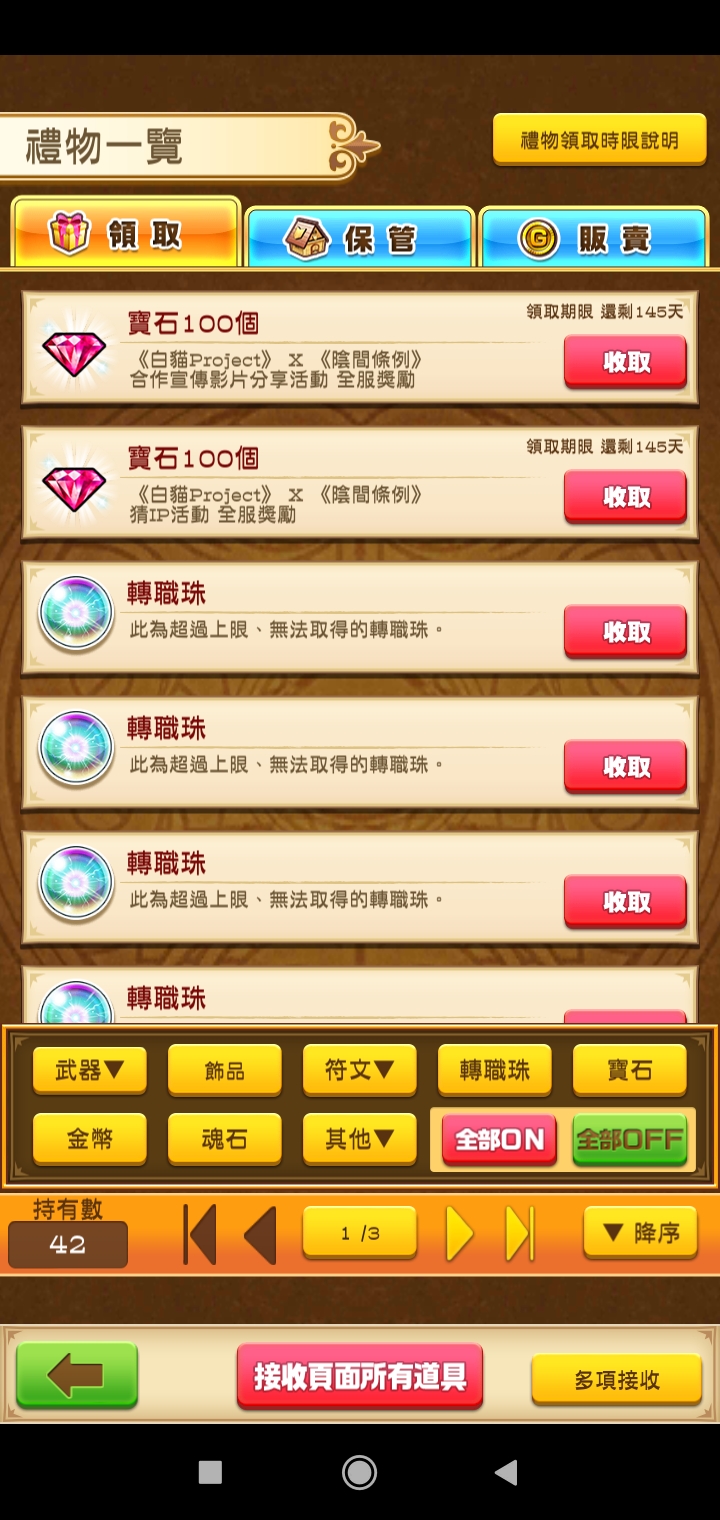 禮物一覽
禮物領取時眼說明
領取
保管
販賣
寶石100個
領取期眼 還剩145天
《白貓Project》 X 《陰間條例》
合作宣傳影片分享活動 全服獎勵
收取
寶石100個
領取期眼 還剩145天
《白貓Project》 X 《陰間條例》
猜IP活動 全服獎勵
收取
轉職珠
此為超過上眼、無法取得的轉職珠。
收取
轉職珠
此為超過上眼、無法取得的轉職珠。
收取
轉職珠
此為超過上眼、無法取得的轉職珠。
收取
轉職珠
武器▼
飾品
符文▼
轉職珠
寶石
金幣
魂石
其他▼
全部ON
全部OFF
持有數
42
1 /3
▼ 降序
接收頁面所有道具
多項接收